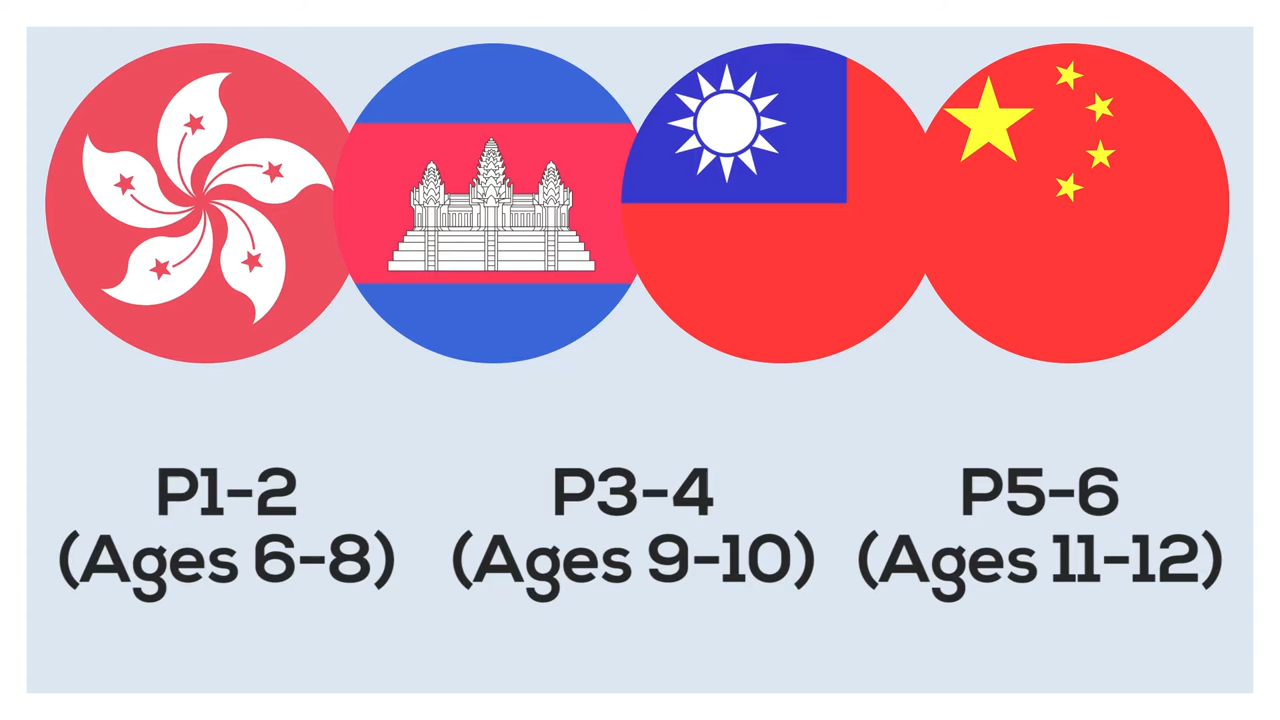 P1-2
(Ages 6-8)
P3-4
(Ages 9-10)
P5-6
(Ages 11-12)